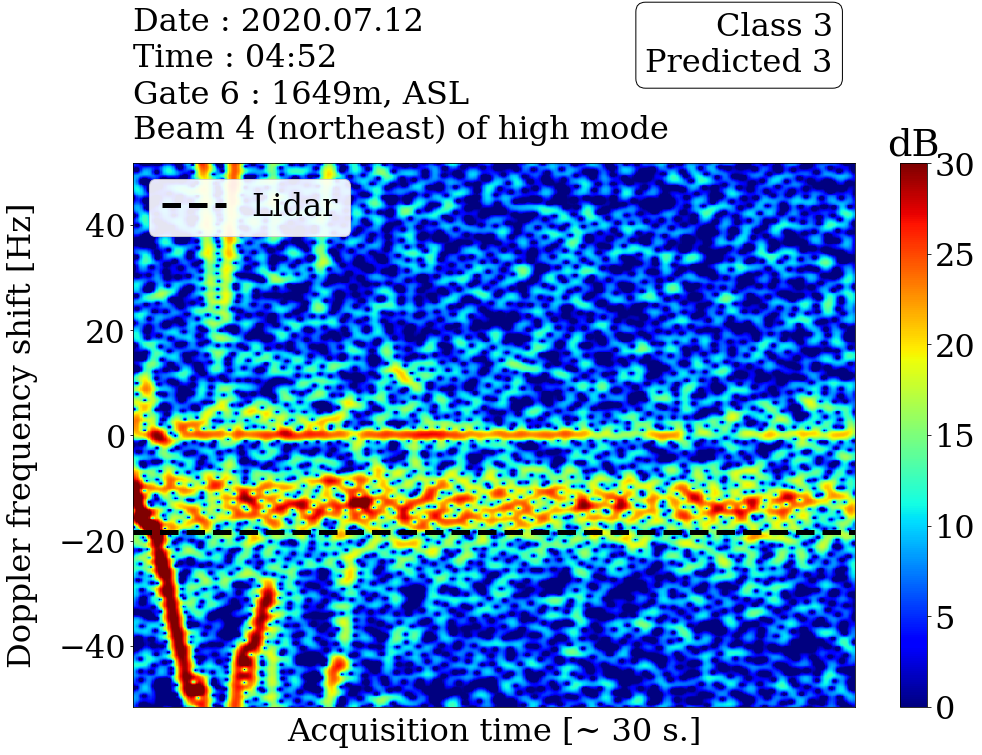 Date : 2020.07.12
Time : 04:52
Gate 6 : 1649m, ASL
Beam 4 (northeast) of high mode
Class 3
Predicted 3
dB
Lidar
Doppler frequency shift [Hz]
40
20
0
−20
−40
Acquisition time [~ 30 s.]
30
25
20
15
10
5
0